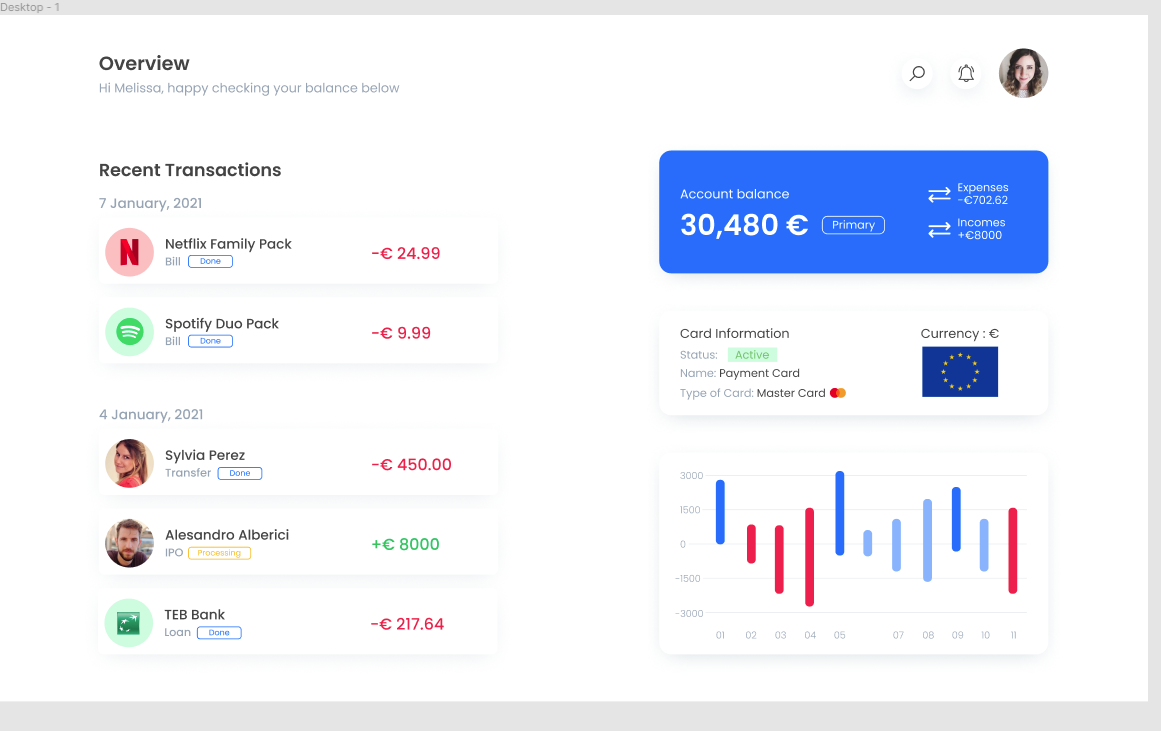 Desktop - 1
Overview
Hi Melissa, happy checking your balance below
Recent Transactions
7 January, 2021
Netflix Family Pack
Bill Done
-€ 24.99
Spotify Duo Pack
Bill Done
-€ 9.99
4 January, 2021
Sylvia Perez
Transfer Done
-€ 450.00
Alesandro Alberici
IPO Processing
+€ 8000
TEB Bank
Loan Done
-€ 217.64
Account balance
30,480 € Primary
Expenses
-€702.62
Incomes
+€8000
Card Information
Status: Active
Name: Payment Card
Type of Card: Master Card
Currency : €
3000
1500
0
-1500
-3000
01 02 03 04 05 07 08 09 10 11